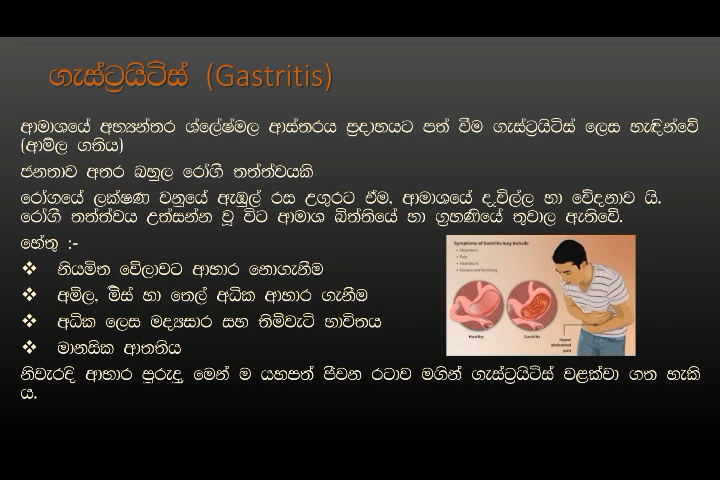 ගැස්ට්‍රයිටිස් (Gastritis)
ආමාශයේ අභ්‍යන්තර ශ්ලේෂ්මල ආස්තරය ප්‍රදාහයට පත් වීම ගැස්ට්‍රයිටිස් ලෙස හැඳින්වේ
(ආම්ල ගතිය)
ජනතාව අතර බහුල රෝගී තත්ත්වයකි
රෝගයේ ලක්ෂණ වනුයේ ඇඹුල් රස උගුරට ඒම, ආමාශයේ දැවිල්ල හා වේදනාව යි.
රෝගී තත්ත්වය උත්සන්න වූ විට ආමාශ බිත්තියේ හා ග්‍රහණියේ තුවාල ඇතිවේ.
හේතු :-
❖ නියමිත වේලාවට ආහාර නොගැනීම
❖ අම්ල, මිරිස් හා තෙල් අධික ආහාර ගැනීම
❖ අධික ලෙස මද්‍යසාර සහ තිම්වැටි භාවිතය
❖ මානසික ආතතිය
Symptoms of Gastritis may include
• Heartburn
Healthy
Gastritis
Upper
abdominal
pain
නිවැරදි ආහාර පුරුදු මෙන් ම යහපත් ජීවන රටාව මගින් ගැස්ට්‍රයිටිස් වළක්වා ගත හැකි
ය.